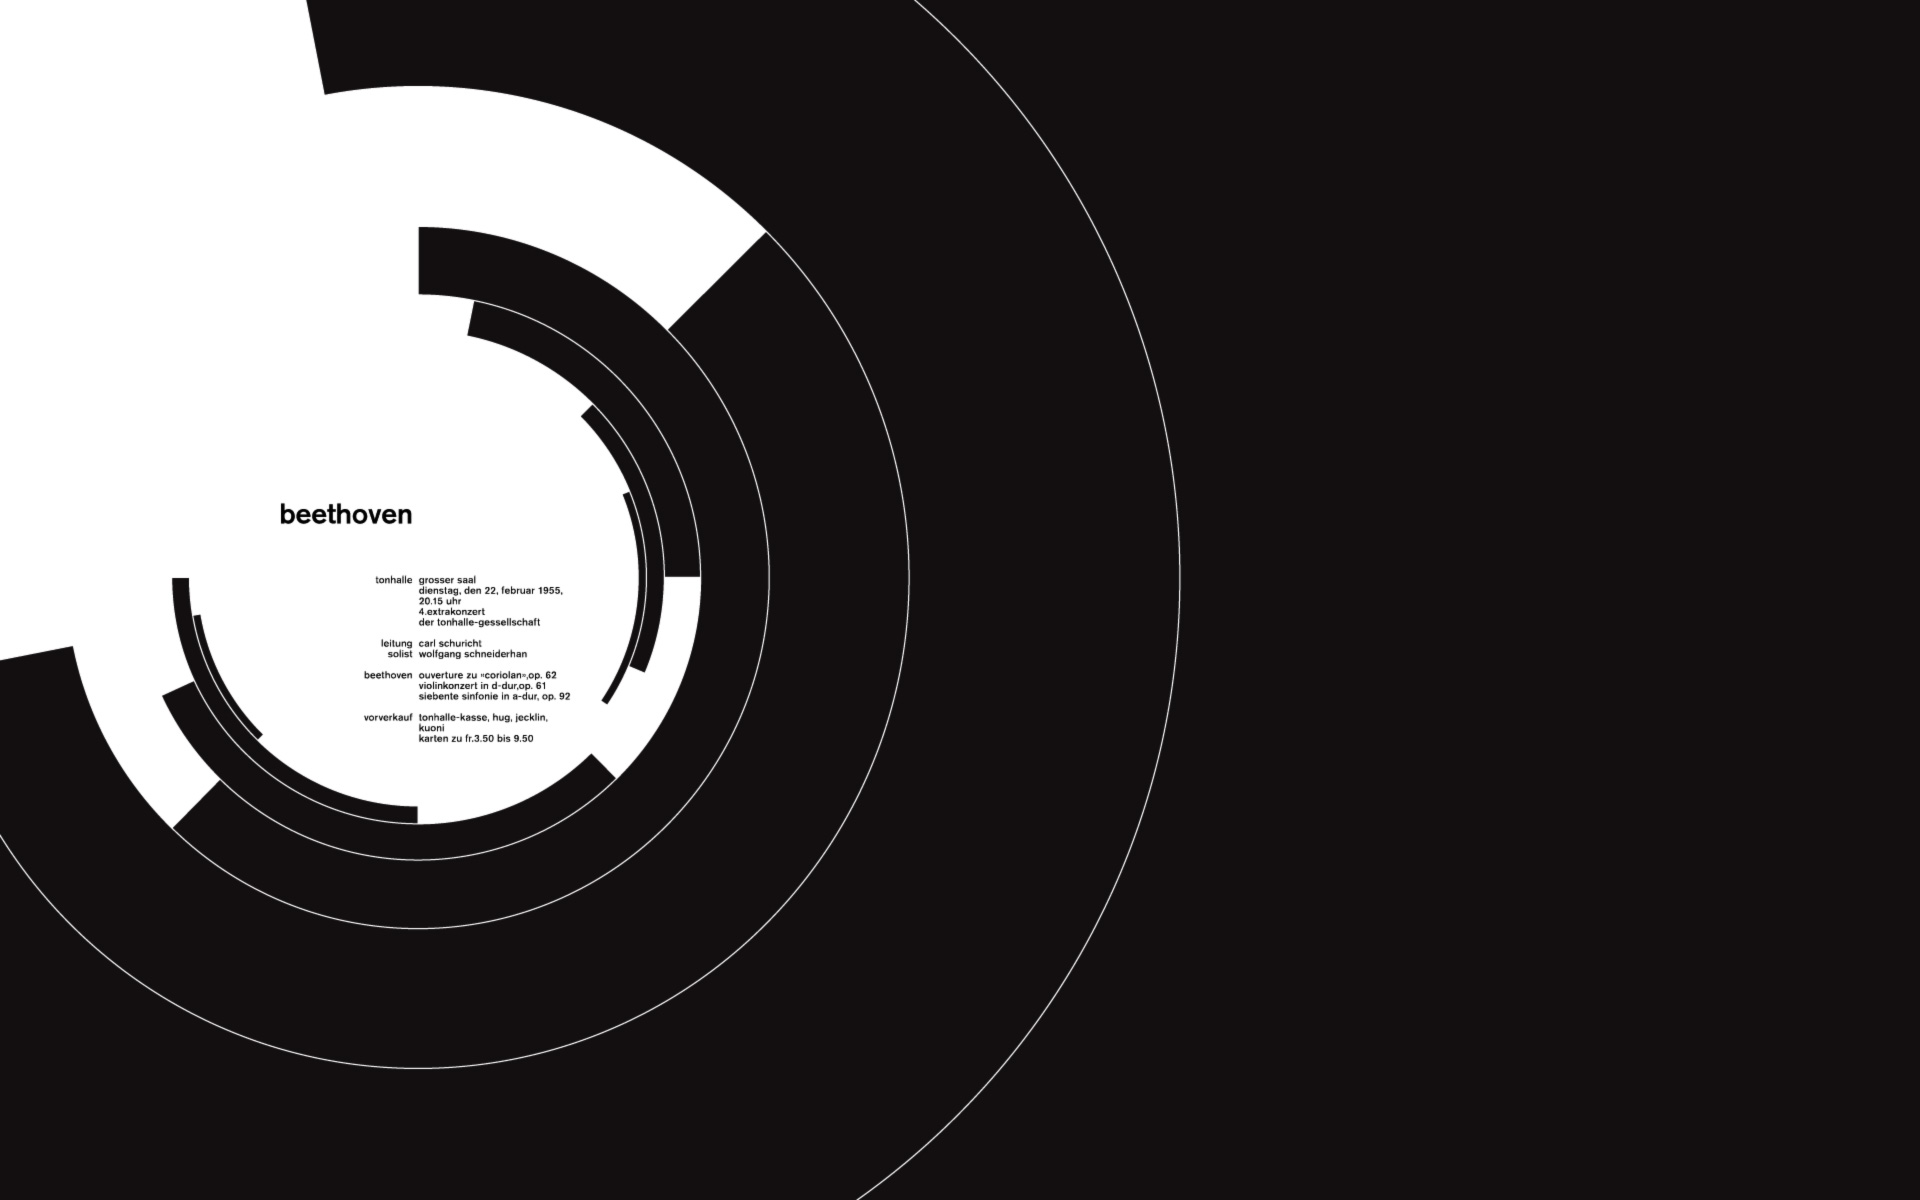 beethoven
tonhalle grosser saal
dienstag, den 22, februar 1955,
20.15 uhr
4.extrakonzert
der tonhalle-gessellschaft
leitung carl schuricht
solist wolfgang schneiderhan
beethoven ouverture zu «coriolan»,op. 62
violinkonzert in d-dur,op. 61
siebente sinfonie in a-dur, op. 92
vorverkauf tonhalle-kasse, hug, jecklin,
kuoni
karten zu fr.3.50 bis 9.50